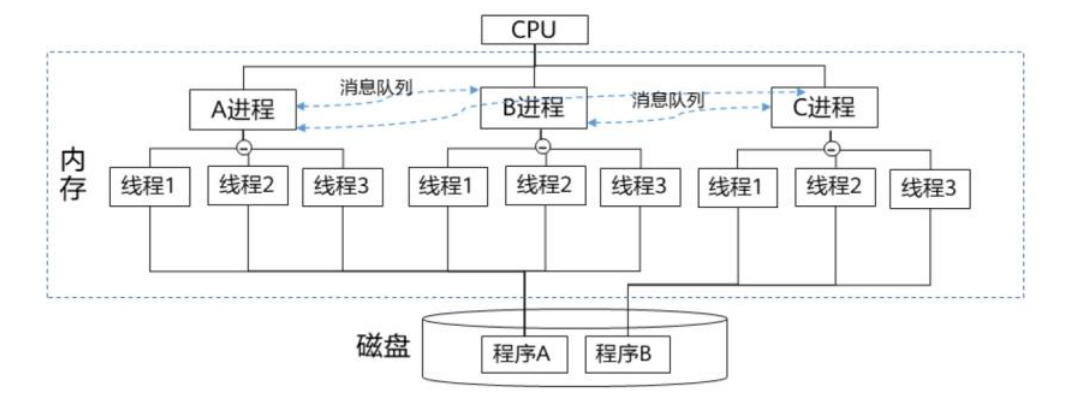 CPU
消息队列
A进程
B进程
消息队列
C进程
内存
线程1
线程2
线程3
线程1
线程2
线程3
线程1
线程2
线程3
磁盘
程序A
程序B